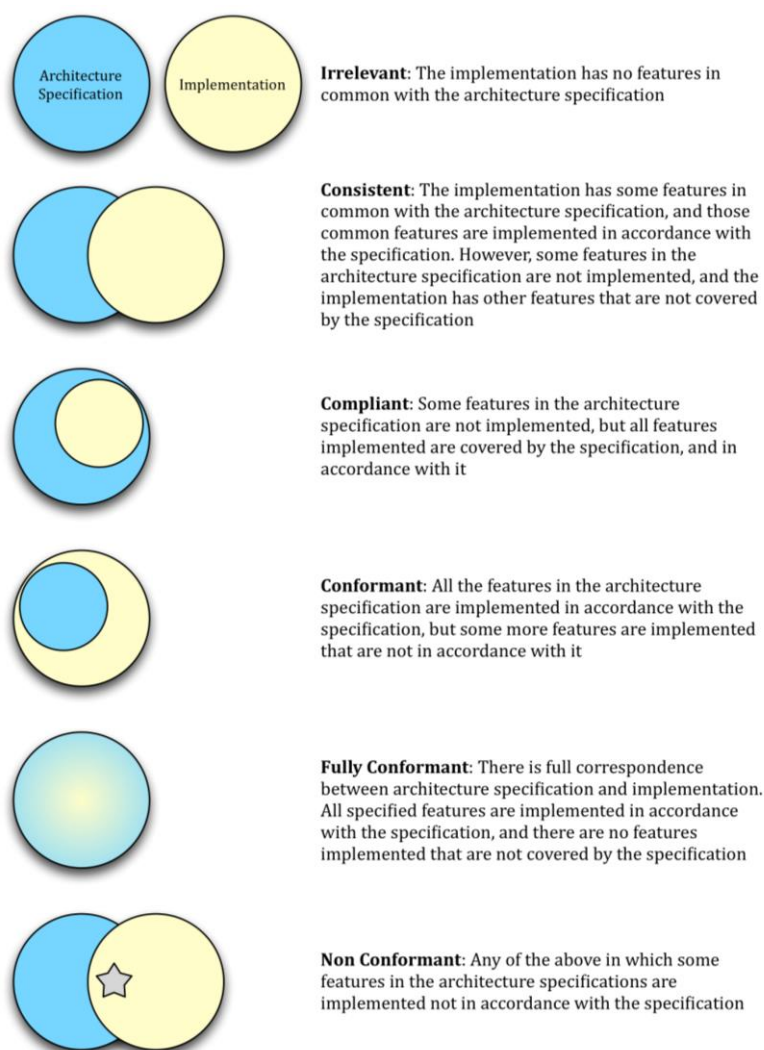 Architecture
Specification
Implementation
Irrelevant: The implementation has no features in
common with the architecture specification
Consistent: The implementation has some features in
common with the architecture specification, and those
common features are implemented in accordance with
the specification. However, some features in the
architecture specification are not implemented, and the
implementation has other features that are not covered
by the specification
Compliant: Some features in the architecture
specification are not implemented, but all features
implemented are covered by the specification, and in
accordance with it
Conformant: All the features in the architecture
specification are implemented in accordance with the
specification, but some more features are implemented
that are not in accordance with it
Fully Conformant: There is full correspondence
between architecture specification and implementation.
All specified features are implemented in accordance
with the specification, and there are no features
implemented that are not covered by the specification
Non Conformant: Any of the above in which some
features in the architecture specifications are
implemented not in accordance with the specification